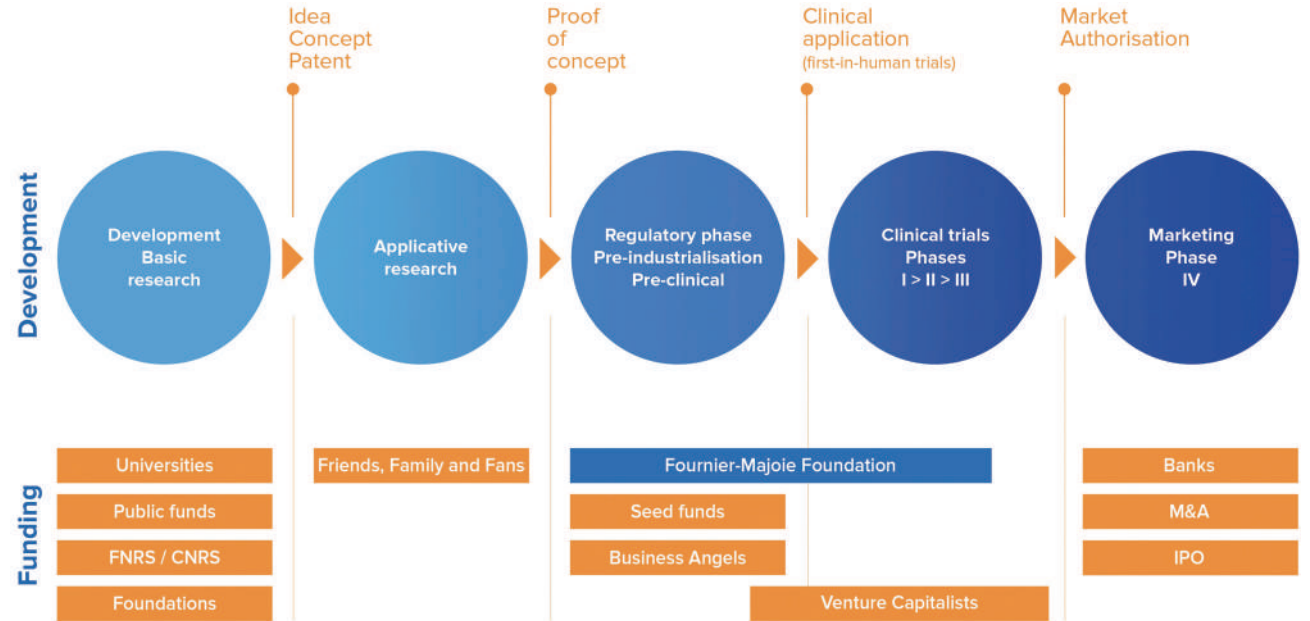 Idea
Concept
Patent
Proof
of
concept
Clinical
application
(first-in-human trials)
Market
Authorisation
Development
Development
Basic
research
Applicative
research
Regulatory phase
Pre-industrialisation
Pre-clinical
Clinical trials
Phases
I > II > III
Marketing
Phase
IV
Funding
Universities
Public funds
FNRS / CNRS
Foundations
Friends, Family and Fans
Fournier-Majoie Foundation
Seed funds
Business Angels
Venture Capitalists
Banks
M&A
IPO